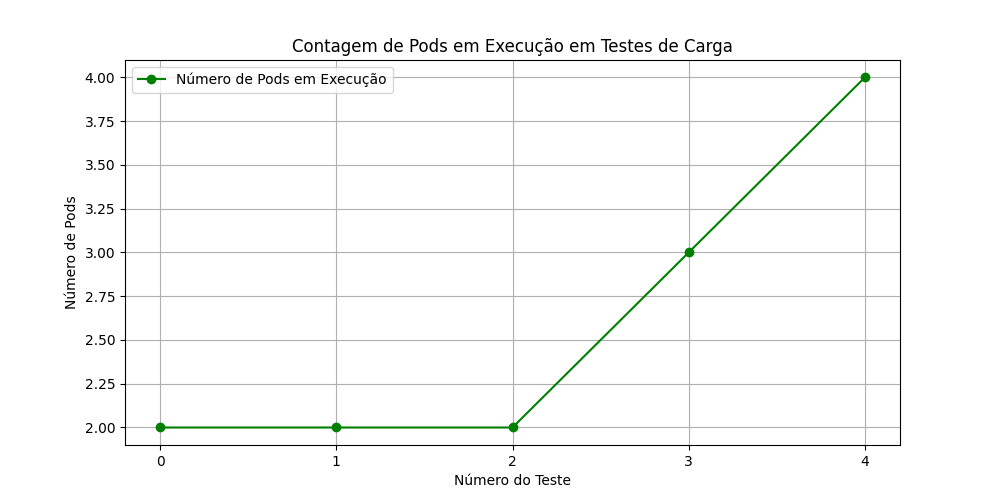 Contagem de Pods em Execução em Testes de Carga
Número de Pods em Execução
Número de Pods
4.00
3.75
3.50
3.25
3.00
2.75
2.50
2.25
2.00
0 1 2 3 4
Número do Teste